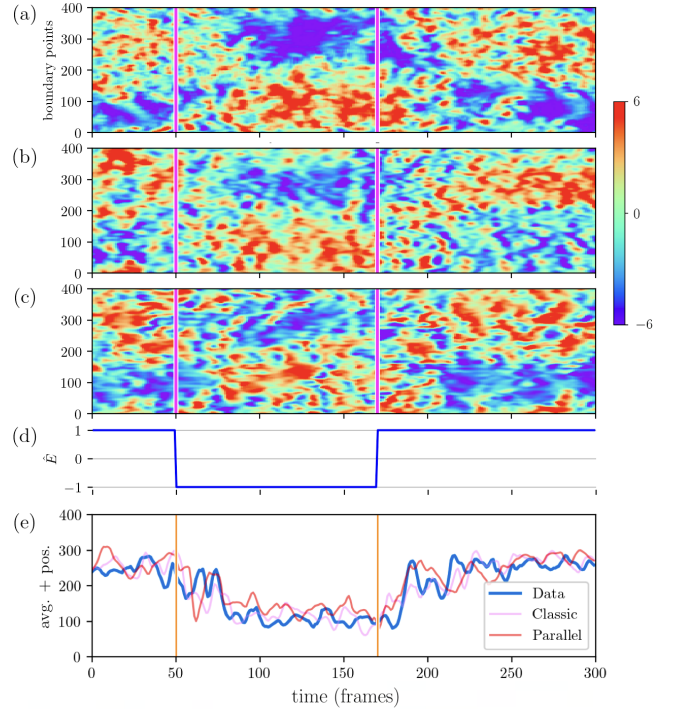 (a)
boundary points
400
300
200
100
0
(b)
400
300
200
100
0
6
0
−6
(c)
400
300
200
100
0
(d)
Ê
1
0
−1
(e)
avg. + pos.
400
300
200
100
0
Data
Classic
Parallel
0 50 100 150 200 250 300
time (frames)